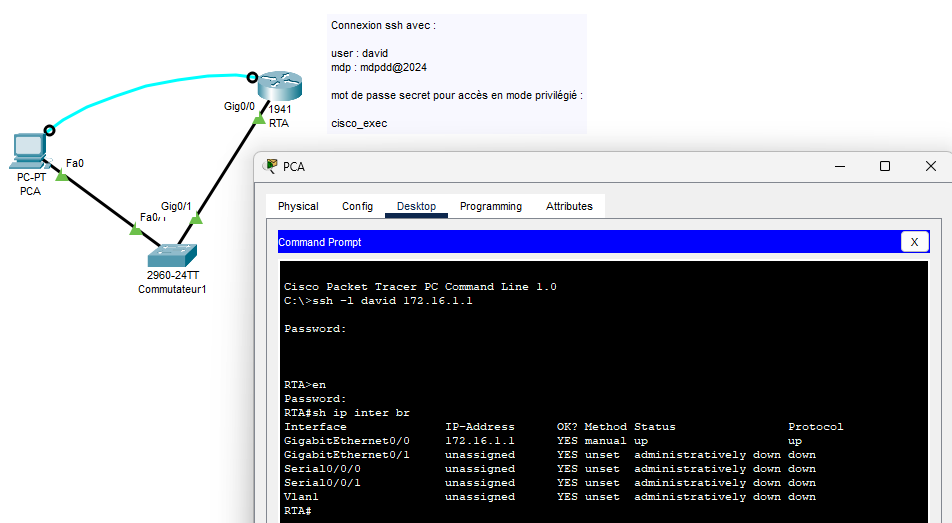 Connexion ssh avec :
user : david
mdp : mdpdd@2024
mot de passe secret pour accès en mode privilégié :
cisco_exec
Gig0/0
1941
RTA
Fa0
PC-PT
PCA
Gig0/1
Fa0/1
2960-24TT
Commutateur1
PCA
Physical Config Desktop Programming Attributes
Command Prompt X
Cisco Packet Tracer PC Command Line 1.0
C:\>ssh -l david 172.16.1.1
Password:
RTA>en
Password:
RTA#sh ip inter br
Interface IP-Address OK? Method Status Protocol
GigabitEthernet0/0 172.16.1.1 YES manual up up
GigabitEthernet0/1 unassigned YES unset administratively down down
Serial0/0/0 unassigned YES unset administratively down down
Serial0/0/1 unassigned YES unset administratively down down
Vlan1 unassigned YES unset administratively down down
RTA#